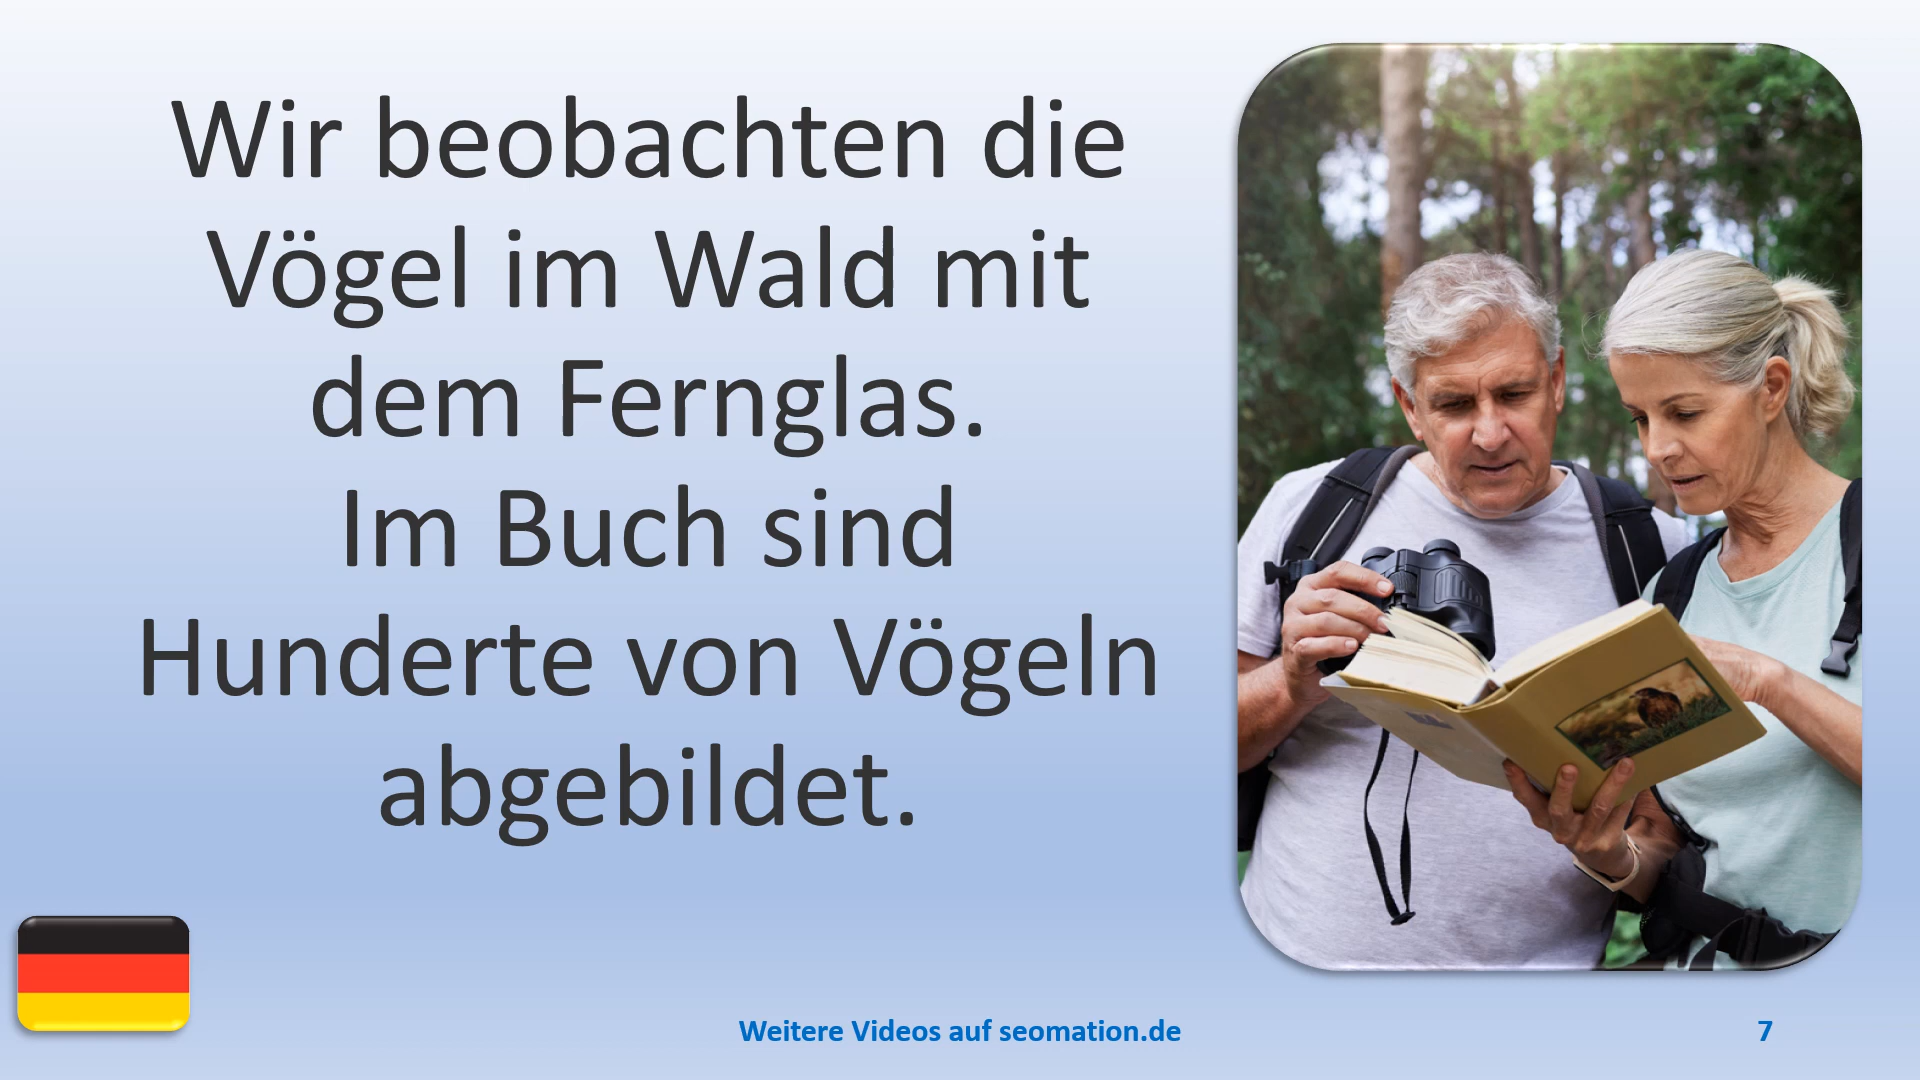 Wir beobachten die
Vögel im Wald mit
dem Fernglas.
Im Buch sind
Hunderte von Vögeln
abgebildet.
Weitere Videos auf seomation.de
7